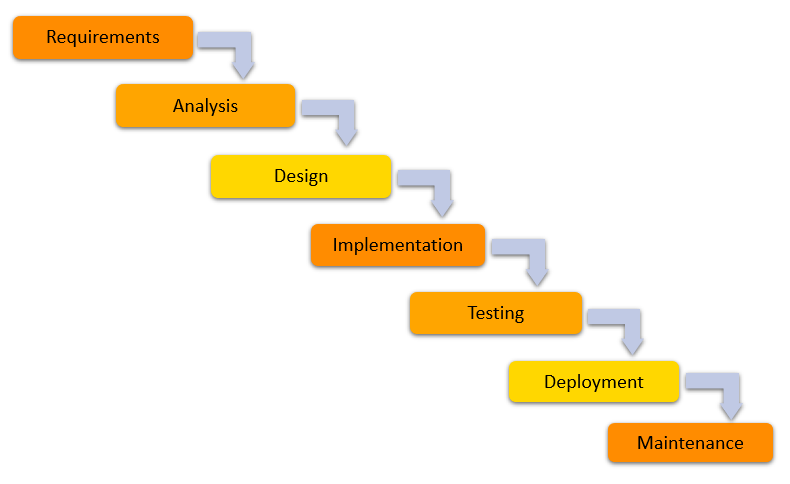 Requirements
Analysis
Design
Implementation
Testing
Deployment
Maintenance